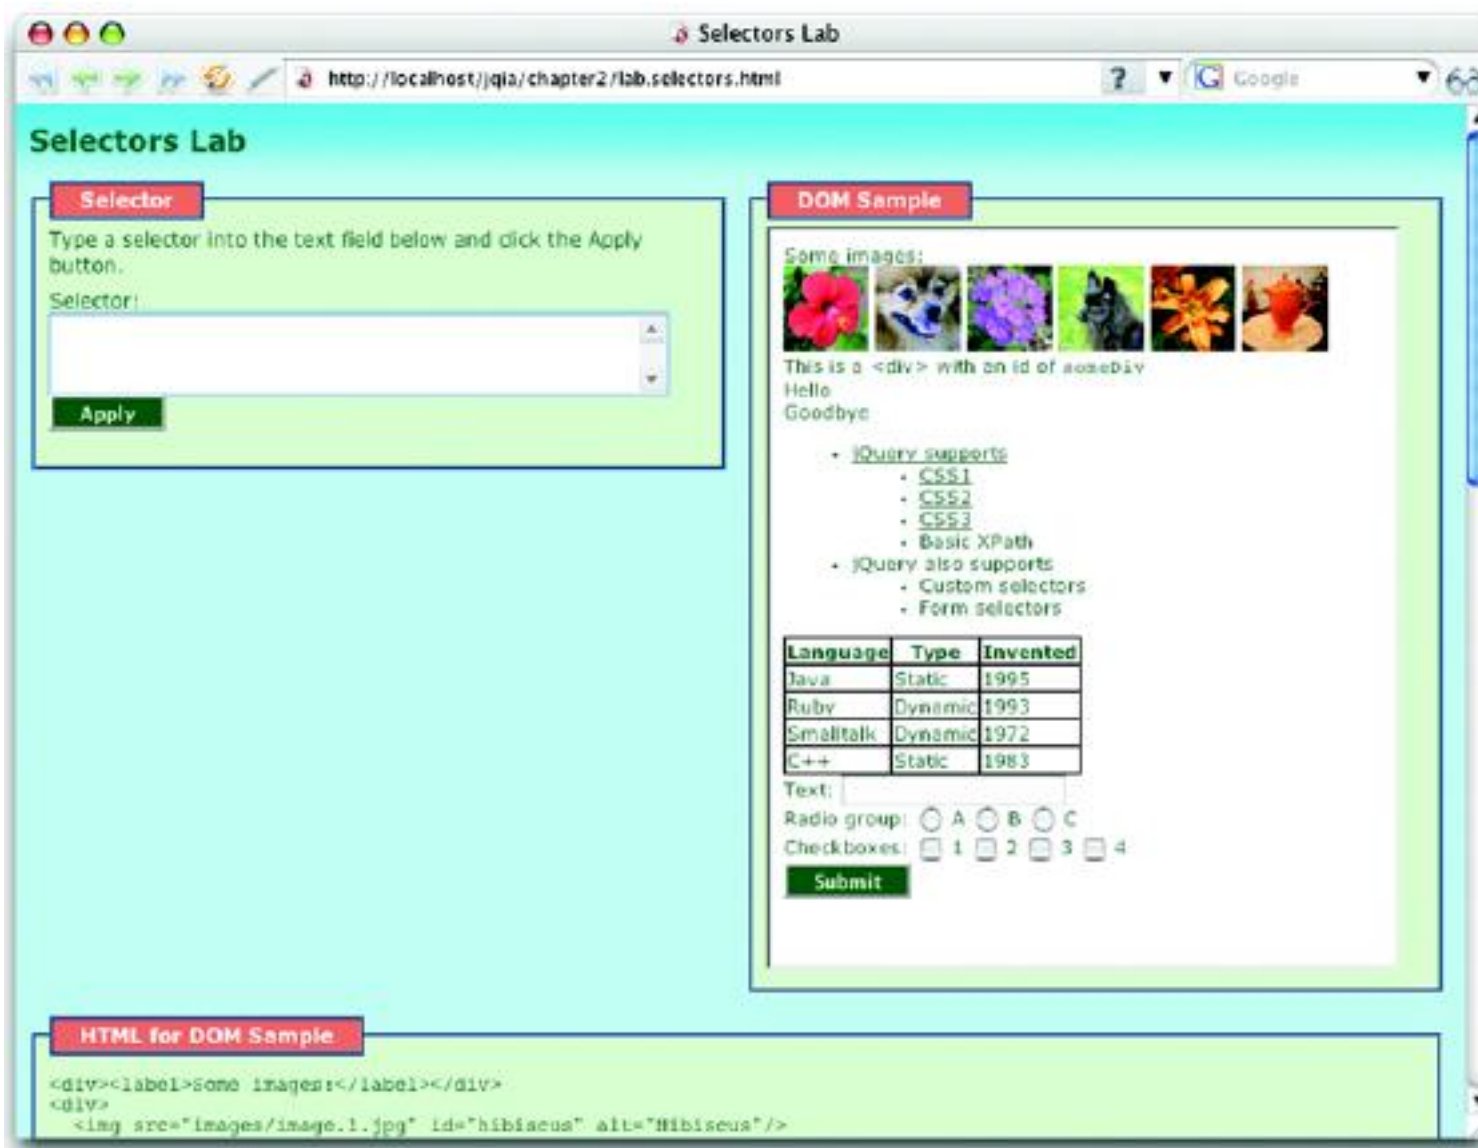 Selectors Lab
http://localhost/jqia/chapter2/lab.selectors.html
?
G Google
Selectors Lab
Selector
Type a selector into the text field below and click the Apply
button.
Selector:
Apply
DOM Sample
Some images:
This is a <div> with an id of someDiv
Hello
Goodbye
jQuery supports
CSS1
CSS2
CSS3
Basic XPath
jQuery also supports
Custom selectors
Form selectors
Language Type Invented
Java Static 1995
Ruby Dynamic 1993
Smalltalk Dynamic 1972
C++ Static 1983
Text:
Radio group: A B C
Checkboxes: 1 2 3 4
Submit
HTML for DOM Sample
<div><label>Some images:</label></div>
<div>
<img src="images/image.1.jpg" id="hibiscus" alt="Hibiscus"/>